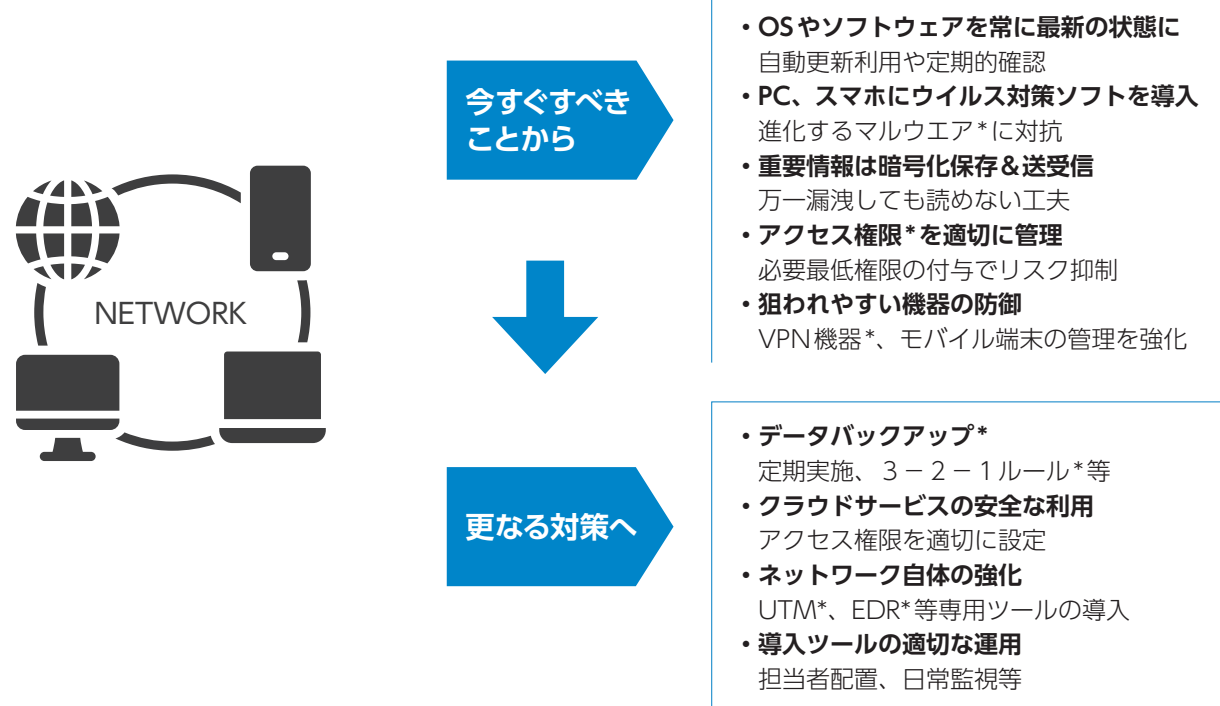 NETWORK
今すぐすべき
ことから
・OSやソフトウェアを常に最新の状態に
自動更新利用や定期的確認
・PC、スマホにウイルス対策ソフトを導入
進化するマルウエア*に対抗
・重要情報は暗号化保存&送受信
万一漏洩しても読めない工夫
・アクセス権限*を適切に管理
必要最低権限の付与でリスク抑制
・狙われやすい機器の防御
VPN機器*、モバイル端末の管理を強化
更なる対策へ
・データバックアップ*
定期実施、3-2-1ルール*等
・クラウドサービスの安全な利用
アクセス権限を適切に設定
・ネットワーク自体の強化
UTM*、EDR*等専用ツールの導入
・導入ツールの適切な運用
担当者配置、日常監視等